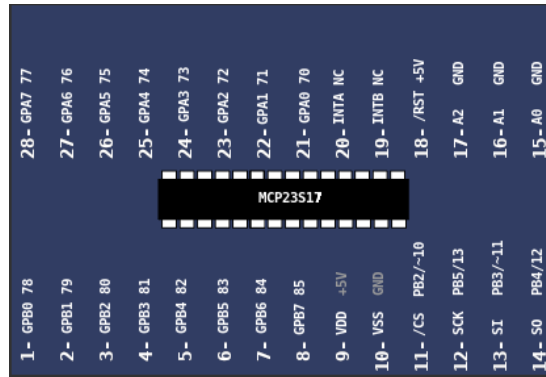 28- GPA7 77
27- GPA6 76
26- GPA5 75
25- GPA4 74
24- GPA3 73
23- GPA2 72
22- GPA1 71
21- GPA0 70
20- INTA NC
19- INTB NC
18- /RST +5V
17- A2 GND
16- A1 GND
15- A0 GND
MCP23S17
1- GPB0 78
2- GPB1 79
3- GPB2 80
4- GPB3 81
5- GPB4 82
6- GPB5 83
7- GPB6 84
8- GPB7 85
9- VDD +5V
10- VSS GND
11- /CS PB2/~10
12- SCK PB5/13
13- SI PB3/~11
14- SO PB4/12